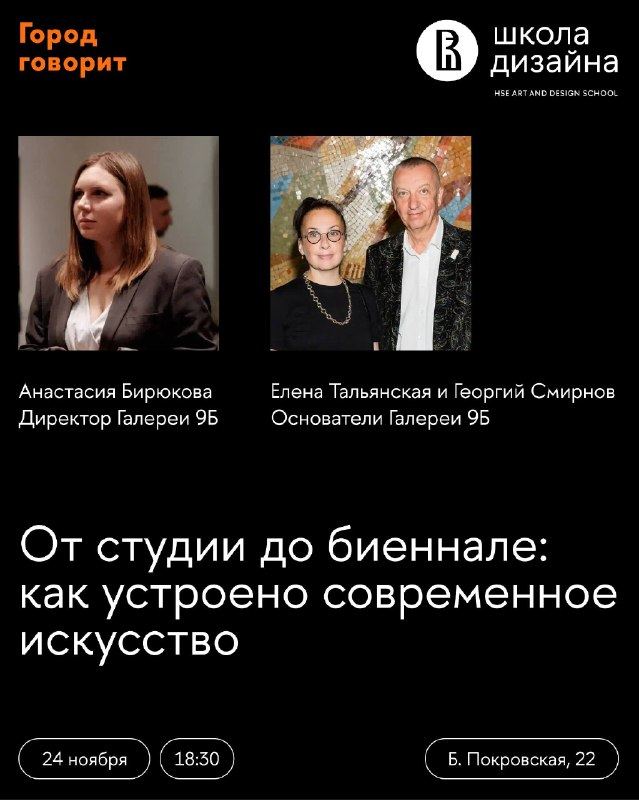 Город
говорит
школа
дизайна
HSE ART AND DESIGN SCHOOL
Анастасия Бирюкова
Директор Галереи 9Б
Елена Тальянская и Георгий Смирнов
Основатели Галереи 9Б
От студии до биеннале:
как устроено современное
искусство
24 ноября
18:30
Б. Покровская, 22